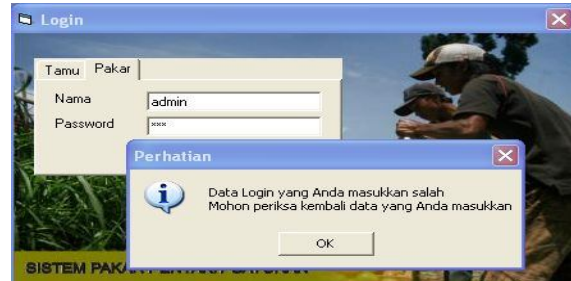 Login
Tamu Pakar
Nama admin
Password xxx
Perhatian
Data Login yang Anda masukkan salah
Mohon periksa kembali data yang Anda masukkan
OK
SISTEM